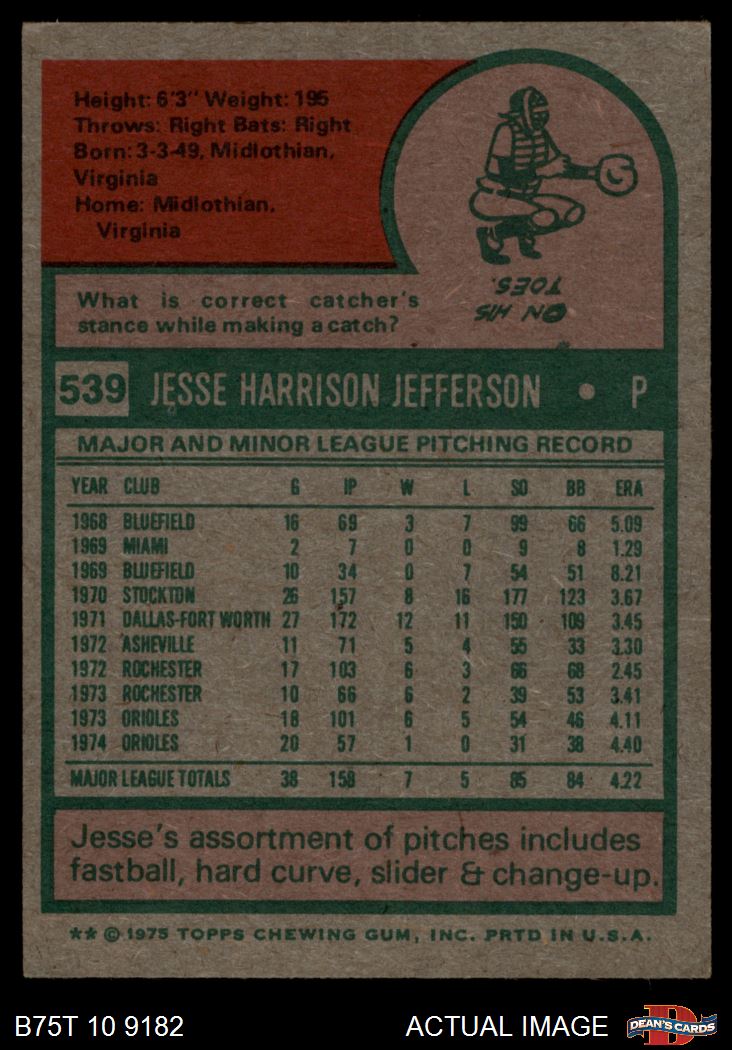 Height: 6'3" Weight: 195
Throws: Right Bats: Right
Born: 3-3-49, Midlothian,
Virginia
Home: Midlothian,
Virginia
ON HIS
TOES.
What is correct catcher's
stance while making a catch?
539 JESSE HARRISON JEFFERSON • P
MAJOR AND MINOR LEAGUE PITCHING RECORD
YEAR CLUB G IP W L SO BB ERA
1968 BLUEFIELD 16 69 3 7 99 66 5.09
1969 MIAMI 2 7 0 0 9 8 1.29
1969 BLUEFIELD 10 34 0 7 54 51 8.21
1970 STOCKTON 26 157 8 16 177 123 3.67
1971 DALLAS-FORT WORTH 27 172 12 11 150 109 3.45
1972 ASHEVILLE 11 71 5 4 55 33 3.30
1972 ROCHESTER 17 103 6 3 66 68 2.45
1973 ROCHESTER 10 66 6 2 39 53 3.41
1973 ORIOLES 18 101 6 5 54 46 4.11
1974 ORIOLES 20 57 1 0 31 38 4.40
MAJOR LEAGUE TOTALS 38 158 7 5 85 84 4.22
Jesse's assortment of pitches includes
fastball, hard curve, slider & change-up.
** © 1975 TOPPS CHEWING GUM, INC. PRTD IN U.S.A.
B75T 10 9182 ACTUAL IMAGE D DEAN'S CARDS